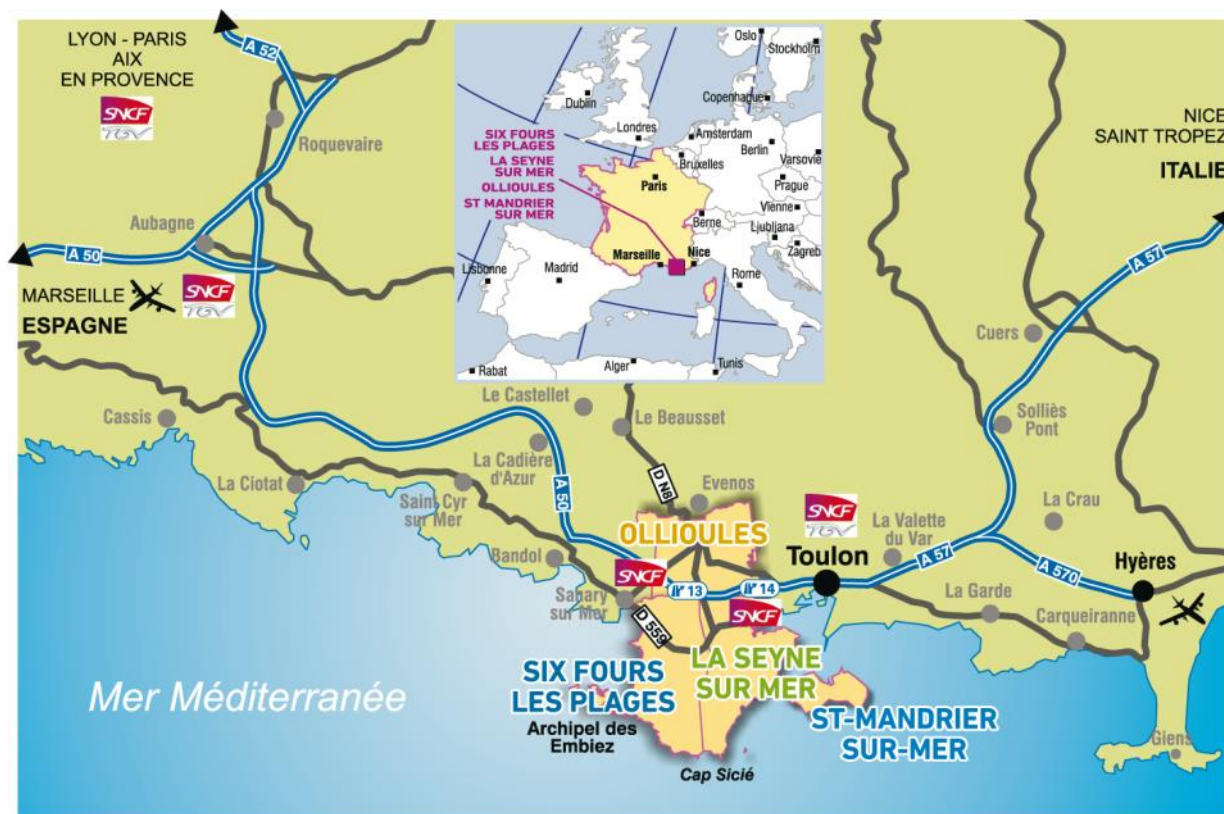 LYON - PARIS
AIX
EN PROVENCE
SNCF
TGV
A 52
Roquevaire
Aubagne
A 50
MARSEILLE
ESPAGNE
SNCF
TGV
Oslo
Stockholm
Dublin
Copenhague
Londres
Amsterdam
Berlin
Bruxelles
Varsovie
SIX FOURS
LES PLAGES
LA SEYNE
SUR MER
OLLIOULES
ST MANDRIER
SUR MER
Paris
Prague
Vienne
Berne
Ljubljana
Zagreb
Marseille
Nice
Lisbonne
Madrid
Rome
Rabat
Alger
Tunis
NICE
SAINT TROPEZ
ITALIE
A 57
Cuers
Solliès
Pont
Cassis
Le Castellet
Le Beausset
La Cadière
d'Azur
La Ciotat
Saint Cyr
sur Mer
A 50
D N8
Evenos
OLLIOULES
SNCF
TGV
La Crau
La Valette
du Var
Toulon
A 57
A 570
Hyères
Bandol
SNCF
Sanary
sur Mer
13
14
SNCF
La Garde
Carqueiranne
D 559
SIX FOURS
LES PLAGES
Archipel des
Embiez
LA SEYNE
SUR MER
ST-MANDRIER
SUR-MER
Mer Méditerranée
Cap Sicié
Giens